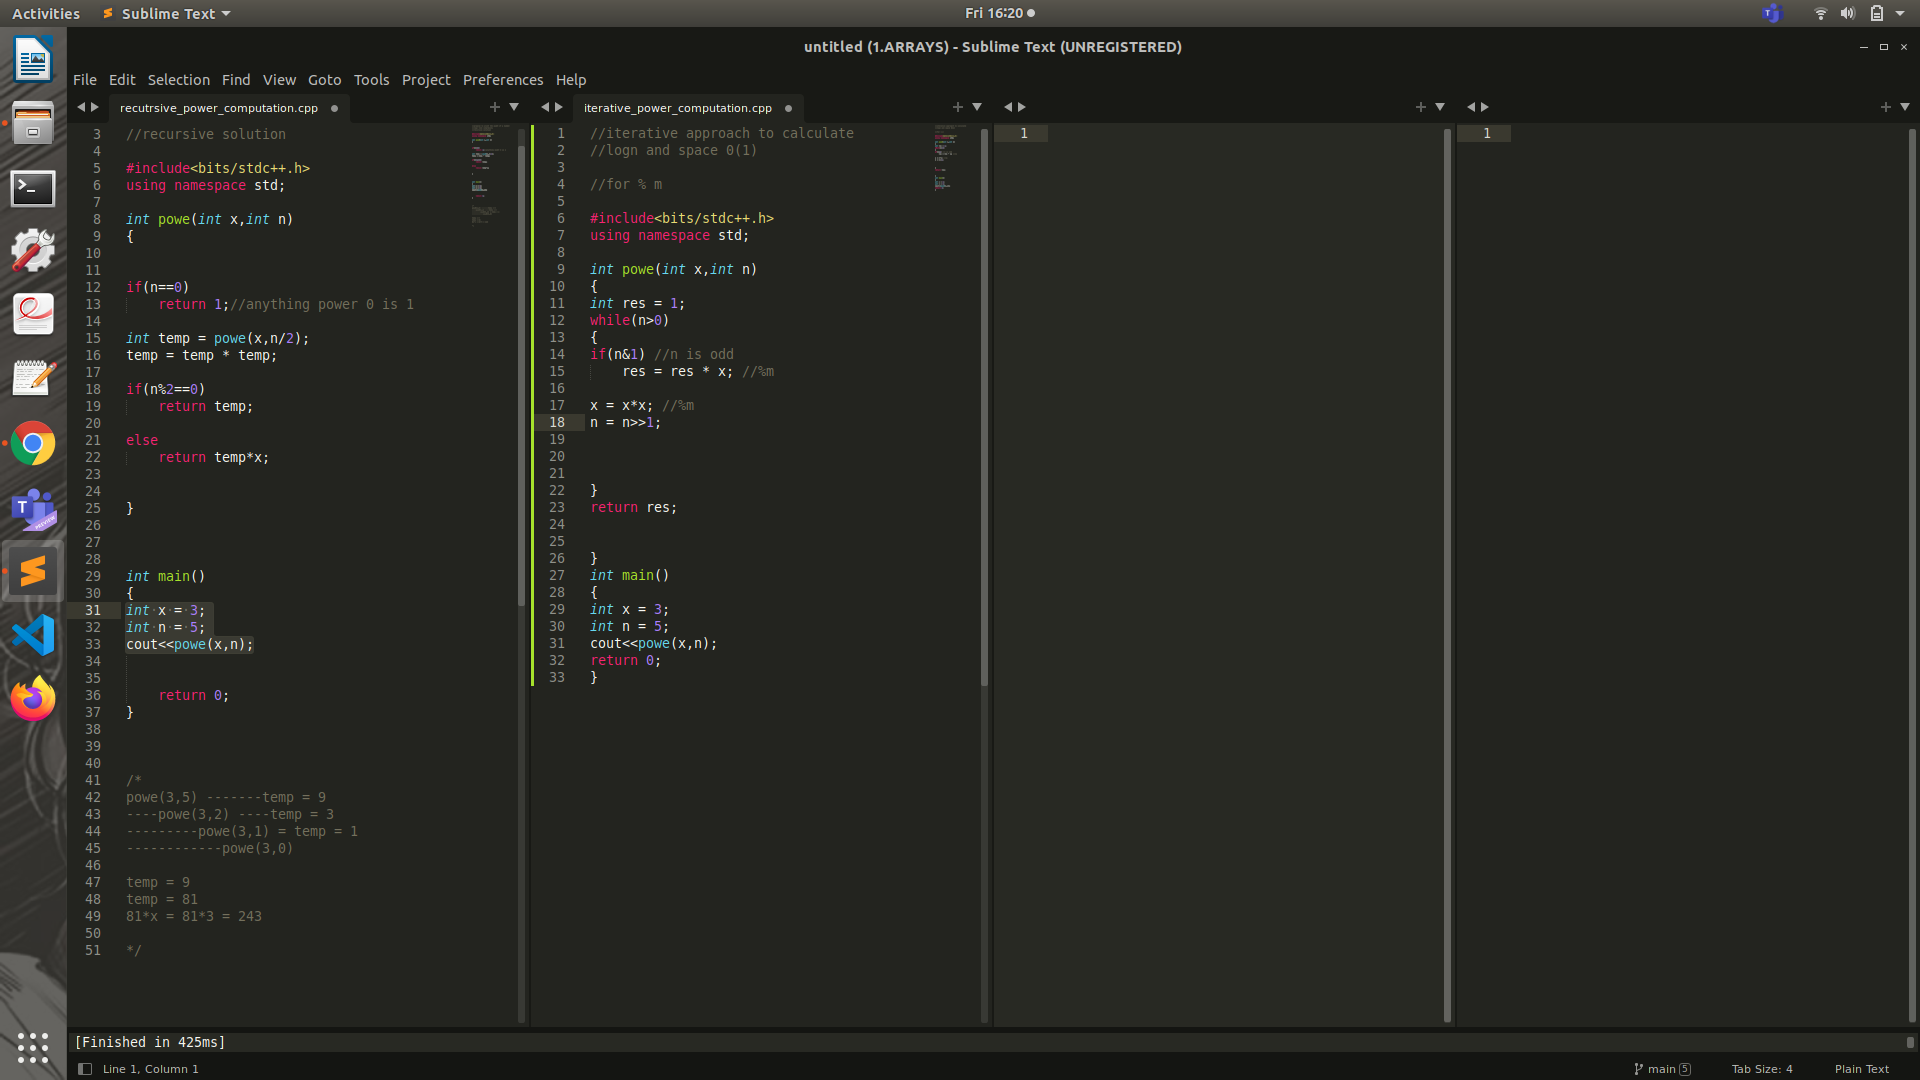 Activities
Sublime Text
Fri 16:20
untitled (1.ARRAYS) - Sublime Text (UNREGISTERED)
File Edit Selection Find View Goto Tools Project Preferences Help
recutrsive_power_computation.cpp
3 //recursive solution
4
5 #include<bits/stdc++.h>
6 using namespace std;
7
8 int powe(int x,int n)
9 {
10
11
12 if(n==0)
13 return 1;//anything power 0 is 1
14
15 int temp = powe(x,n/2);
16 temp = temp * temp;
17
18 if(n%2==0)
19 return temp;
20
21 else
22 return temp*x;
23
24
25 }
26
27
28
29 int main()
30 {
31 int x = 3;
32 int n = 5;
33 cout<<powe(x,n);
34
35
36 return 0;
37 }
38
39
40
41 /*
42 powe(3,5) -------temp = 9
43 ----powe(3,2) ----temp = 3
44 ---------powe(3,1) = temp = 1
45 ------------powe(3,0)
46
47 temp = 9
48 temp = 81
49 81*x = 81*3 = 243
50
51 */
iterative_power_computation.cpp
1 //iterative approach to calculate
2 //logn and space 0(1)
3
4 //for % m
5
6 #include<bits/stdc++.h>
7 using namespace std;
8
9 int powe(int x,int n)
10 {
11 int res = 1;
12 while(n>0)
13 {
14 if(n&1) //n is odd
15 res = res * x; //%m
16
17 x = x*x; //%m
18 n = n>>1;
19
20
21
22 }
23 return res;
24
25
26 }
27 int main()
28 {
29 int x = 3;
30 int n = 5;
31 cout<<powe(x,n);
32 return 0;
33 }
1
1
[Finished in 425ms]
Line 1, Column 1
main 5
Tab Size: 4
Plain Text